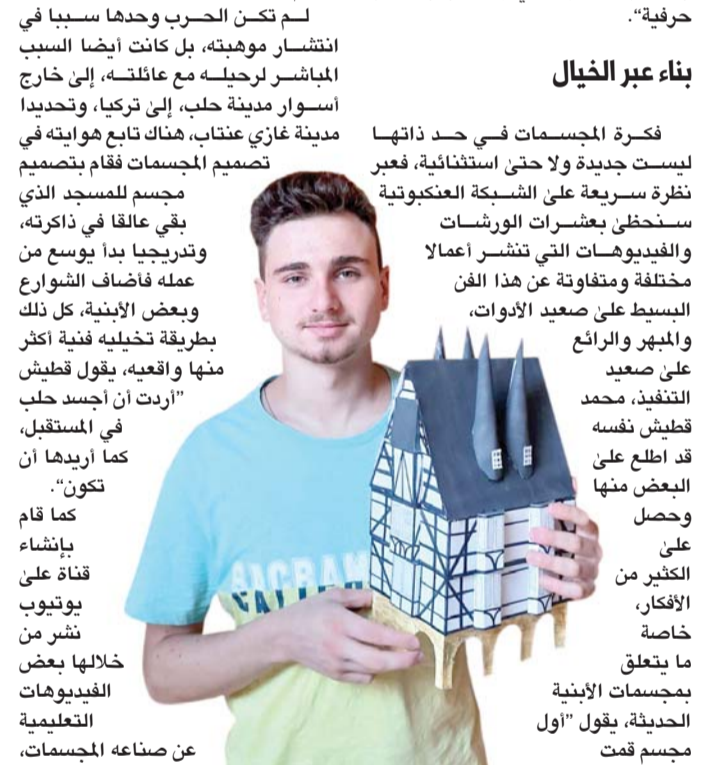 حرفية“.
بناء عبر الخيال
فكرة المجسمات في حد ذاتها
ليست جديدة ولا حتىٰ استثنائية، فعبر
نظرة سريعة علىٰ الشبكة العنكبوتية
سنحظىٰ بعشرات الورشات
والفيديوهات التي تنشر أعمالا
مختلفة ومتفاوتة عن هذا الفن
البسيط علىٰ صعيد الأدوات،
والمبهر والرائع
علىٰ صعيد
التنفيذ، محمد
قطيش نفسه
قد اطلع علىٰ
البعض منها
وحصل
علىٰ
الكثير من
الأفكار،
خاصة
ما يتعلق
بمجسمات الأبنية
الحديثة، يقول ”أول
مجسم قمت
لم تكن الحرب وحدها سببا في
انتشار موهبته، بل كانت أيضا السبب
المباشر لرحيله مع عائلته، إلىٰ خارج
أسوار مدينة حلب، إلىٰ تركيا، وتحديدا
مدينة غازي عنتاب، هناك تابع هوايته في
تصميم المجسمات فقام بتصميم
مجسم للمسجد الذي
بقي عالقا في ذاكرته،
وتدريجيا بدأ يوسع من
عمله فأضاف الشوارع
وبعض الأبنية، كل ذلك
بطريقة تخيليه فنية أكثر
منها واقعيه، يقول قطيش
”أردت أن أجسد حلب
في المستقبل،
كما أريدها أن
تكون“.
كما قام
بإنشاء
قناة علىٰ
يوتيوب
نشر من
خلالها بعض
الفيديوهات
التعليمية
عن صناعه المجسمات،